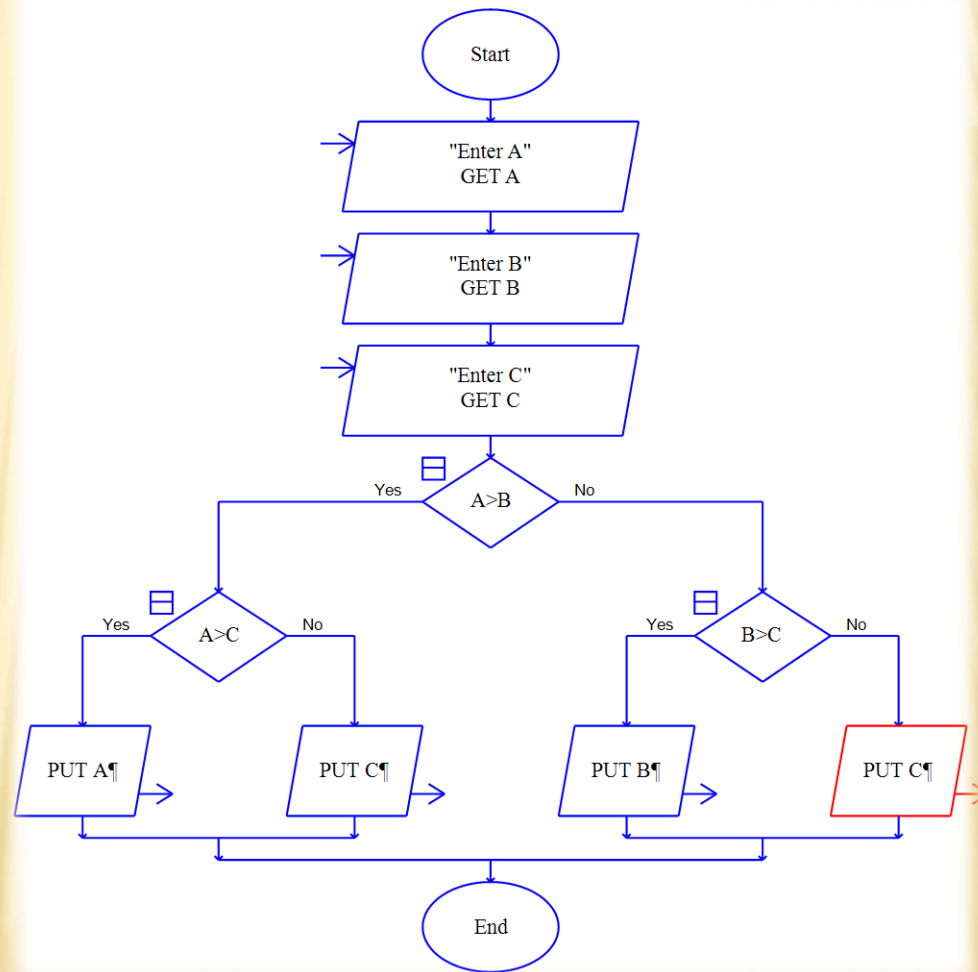 Start
"Enter A"
GET A
"Enter B"
GET B
"Enter C"
GET C
Yes
A>B
No
Yes
A>C
No
Yes
B>C
No
PUT A¶
PUT C¶
PUT B¶
PUT C¶
End